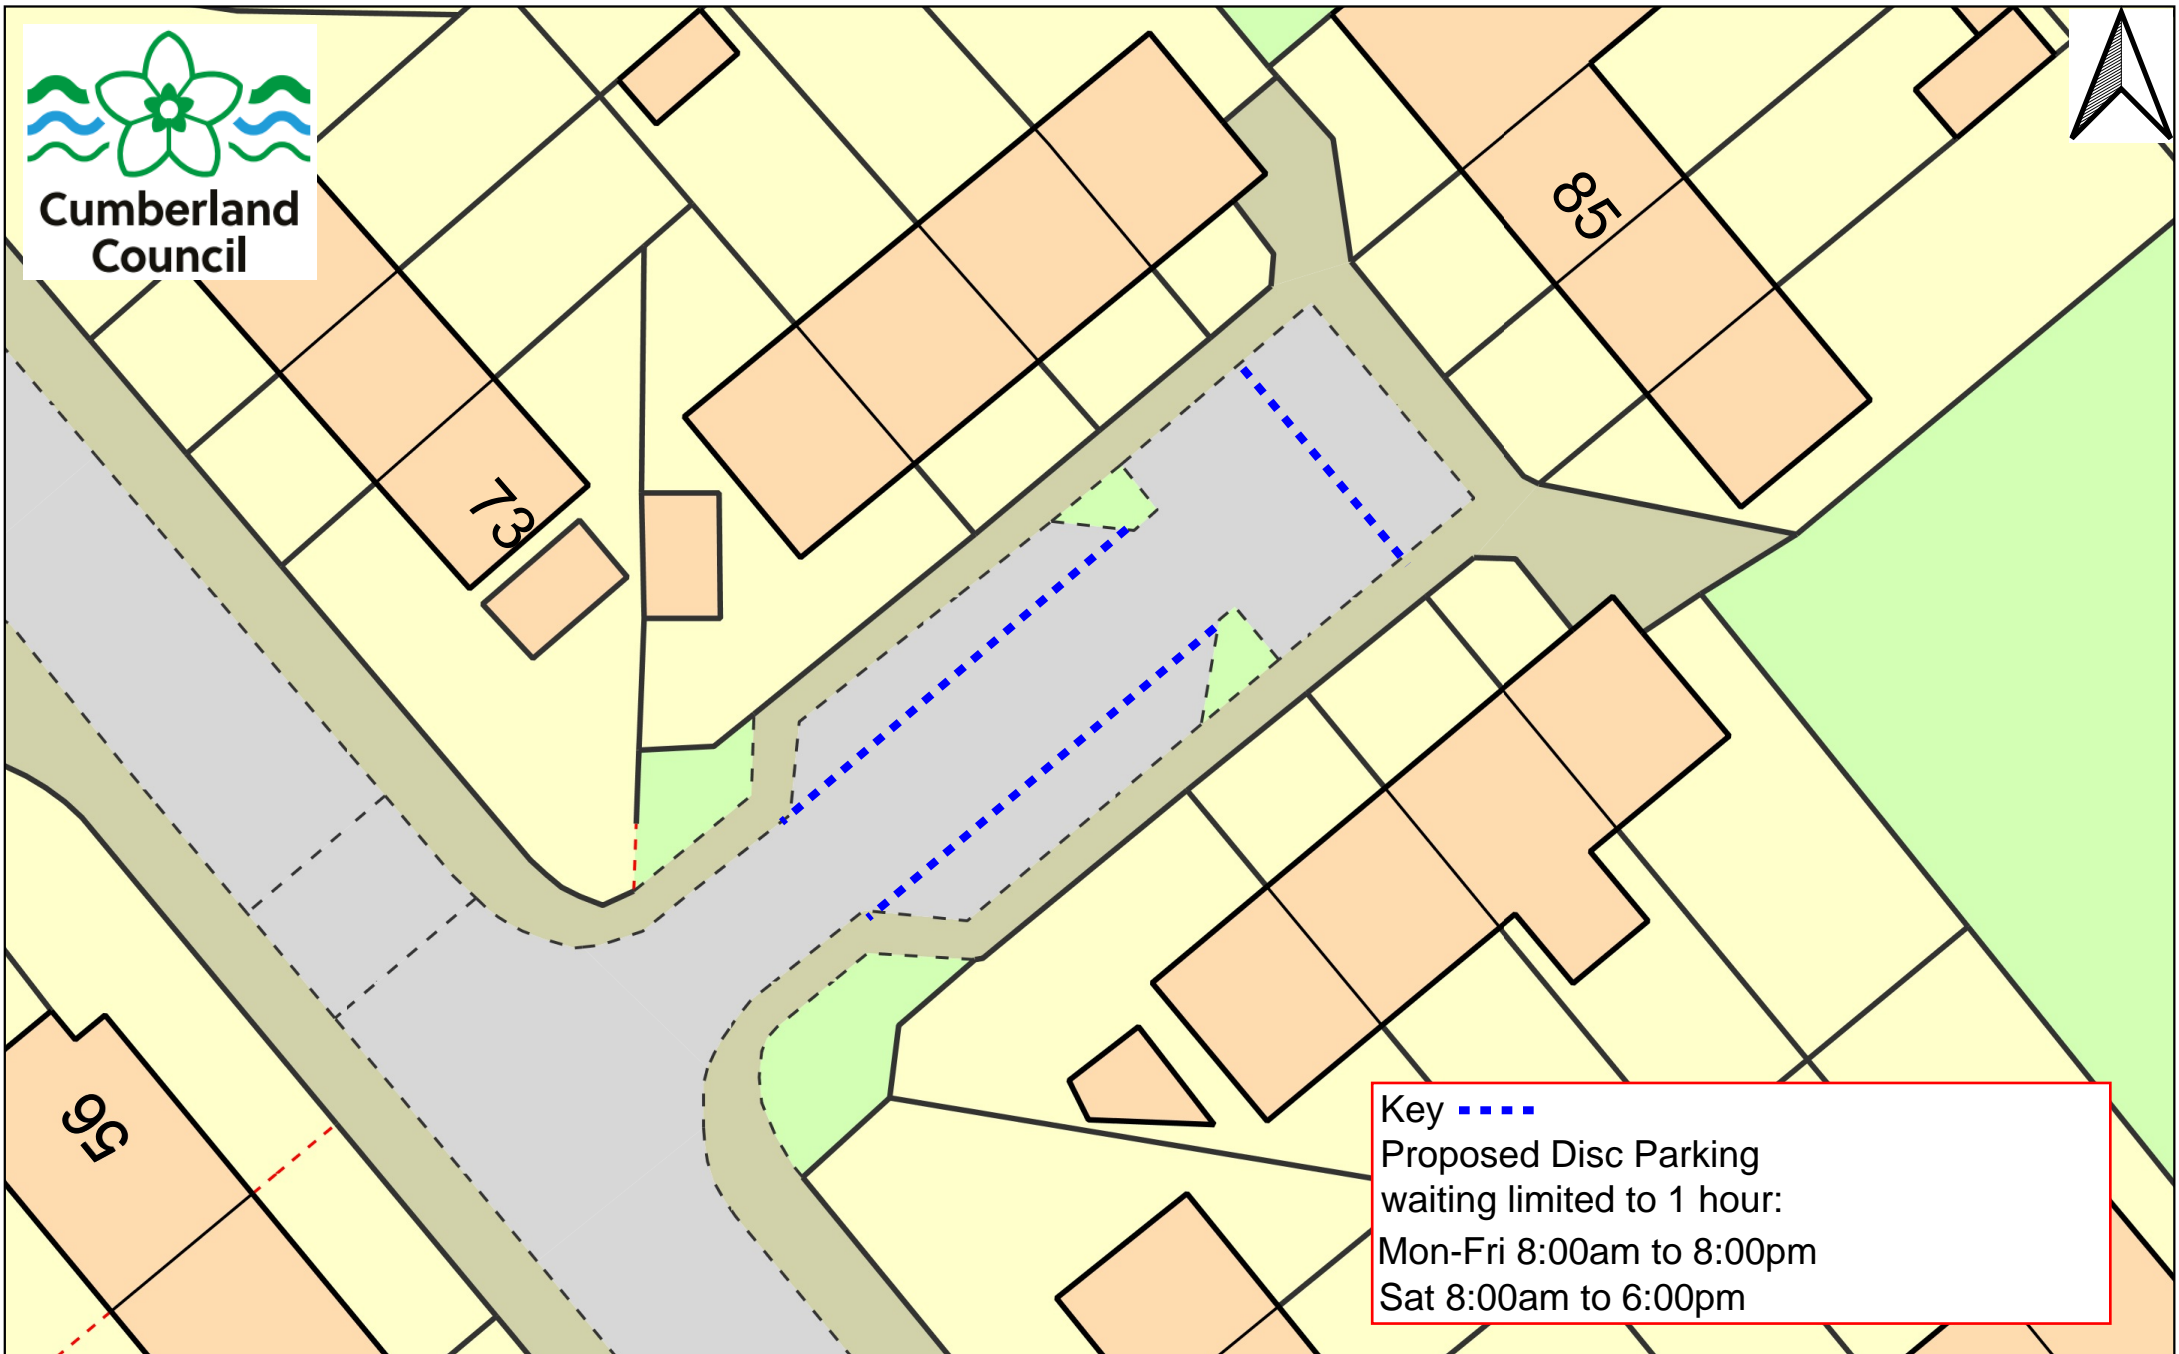 Cumberland
Council
85
73
56
Key
Proposed Disc Parking
waiting limited to 1 hour:
Mon-Fri 8:00am to 8:00pm
Sat 8:00am to 6:00pm